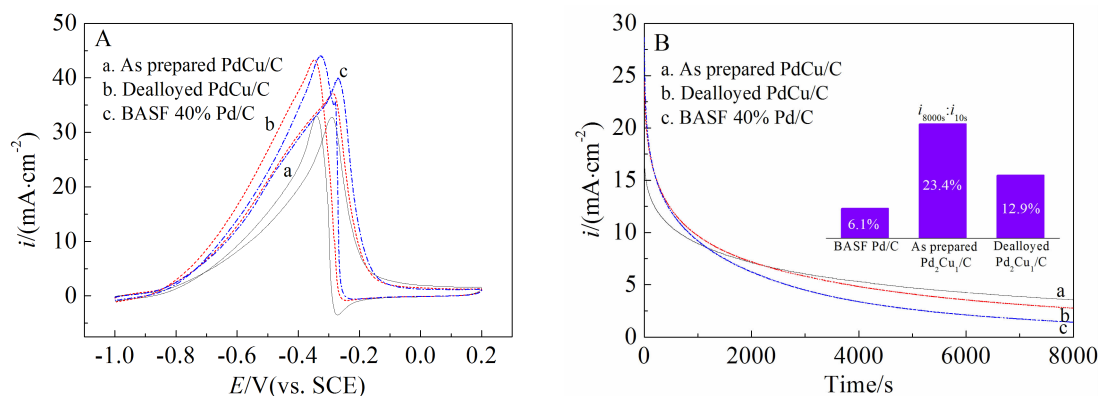 A
a. As prepared PdCu/C
b. Dealloyed PdCu/C
c. BASF 40% Pd/C
50
40
30
20
10
0
i/(mA·cm⁻²)
a
b
c
-1.0 -0.8 -0.6 -0.4 -0.2 0.0 0.2
E/V(vs. SCE)
B
a. As prepared PdCu/C
b. Dealloyed PdCu/C
c. BASF 40% Pd/C
30
25
20
15
10
5
0
i/(mA·cm⁻²)
i₈₀₀₀ₛ:i₁₀ₛ
6.1% 23.4% 12.9%
BASF Pd/C As prepared Dealloyed
Pd₂Cu₁/C Pd₂Cu₁/C
a
b
c
0 2000 4000 6000 8000
Time/s